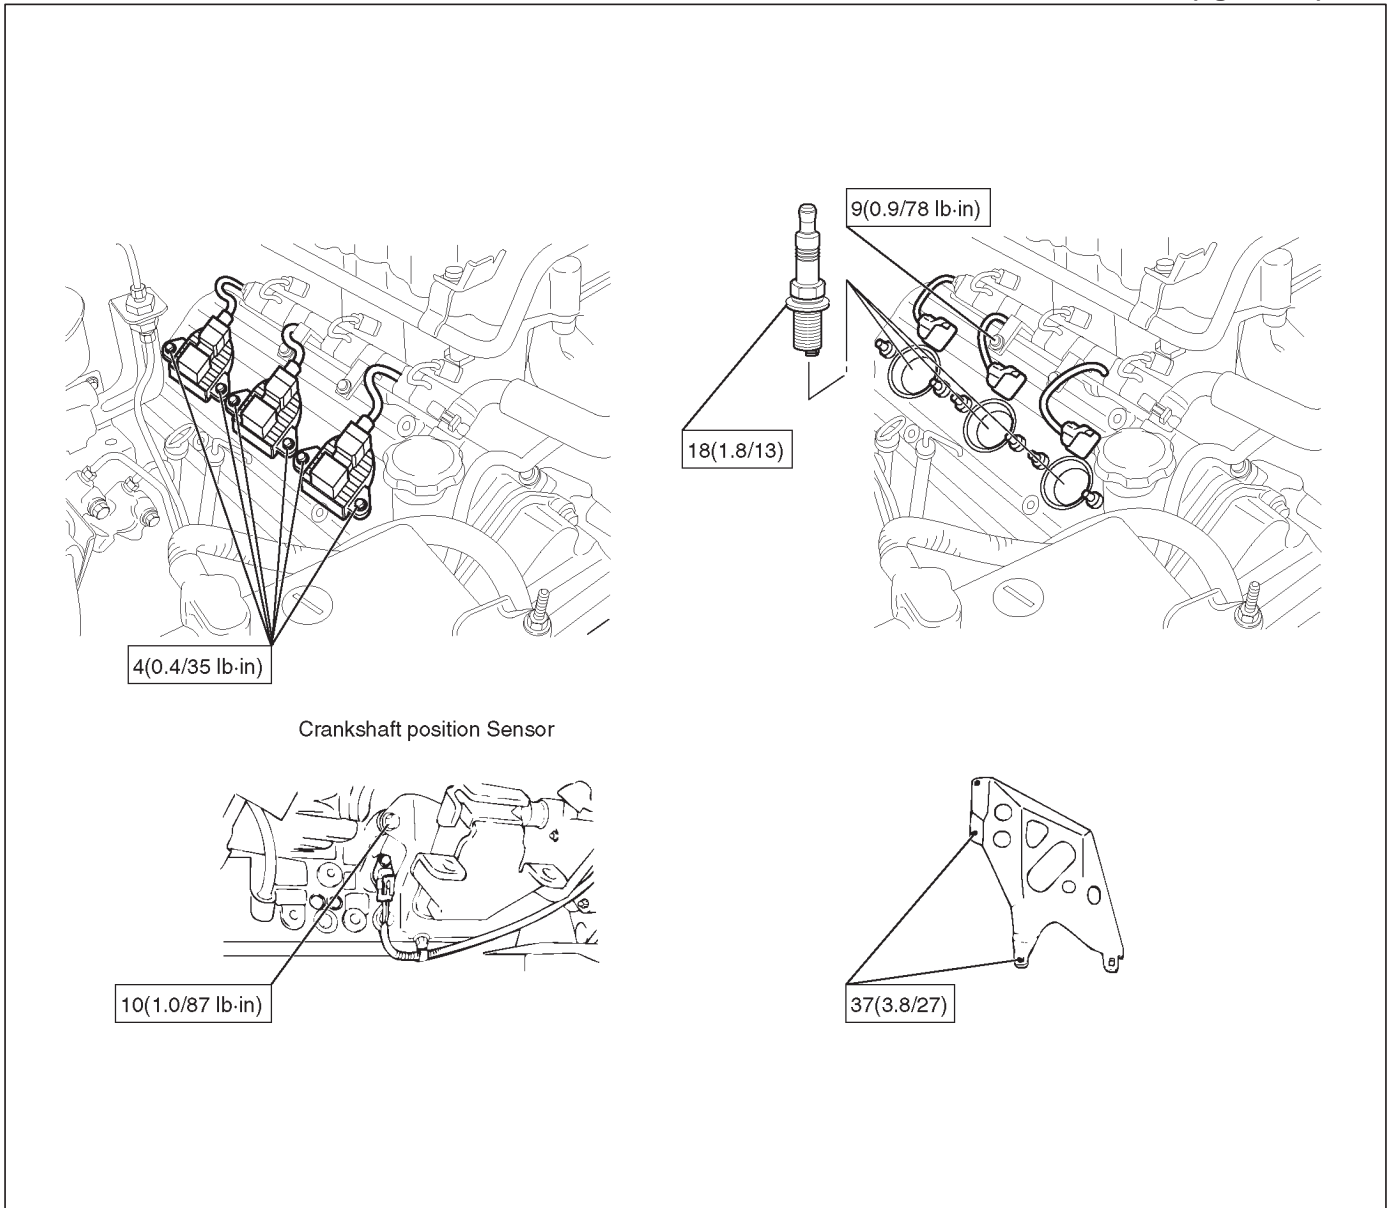 9(0.9/78 lb·in)
18(1.8/13)
4(0.4/35 lb·in)
Crankshaft position Sensor
10(1.0/87 lb·in)
37(3.8/27)